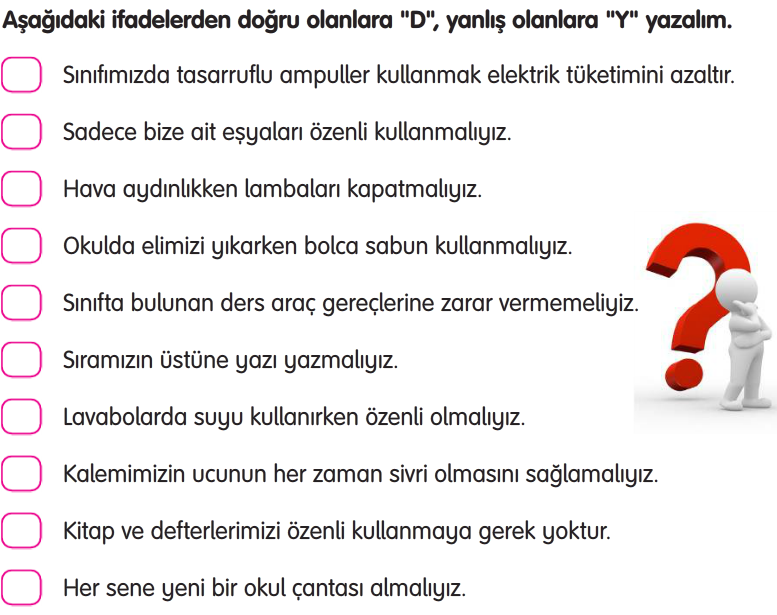 Aşağıdaki ifadelerden doğru olanlara "D", yanlış olanlara "Y" yazalım.
Sınıfımızda tasarruflu ampuller kullanmak elektrik tüketimini azaltır.
Sadece bize ait eşyaları özenli kullanmalıyız.
Hava aydınlıkken lambaları kapatmalıyız.
Okulda elimizi yıkarken bolca sabun kullanmalıyız.
Sınıfta bulunan ders araç gereçlerine zarar vermemeliyiz.
Sıramızın üstüne yazı yazmalıyız.
Lavabolarda suyu kullanırken özenli olmalıyız.
Kalemimizin ucunun her zaman sivri olmasını sağlamalıyız.
Kitap ve defterlerimizi özenli kullanmaya gerek yoktur.
Her sene yeni bir okul çantası almalıyız.